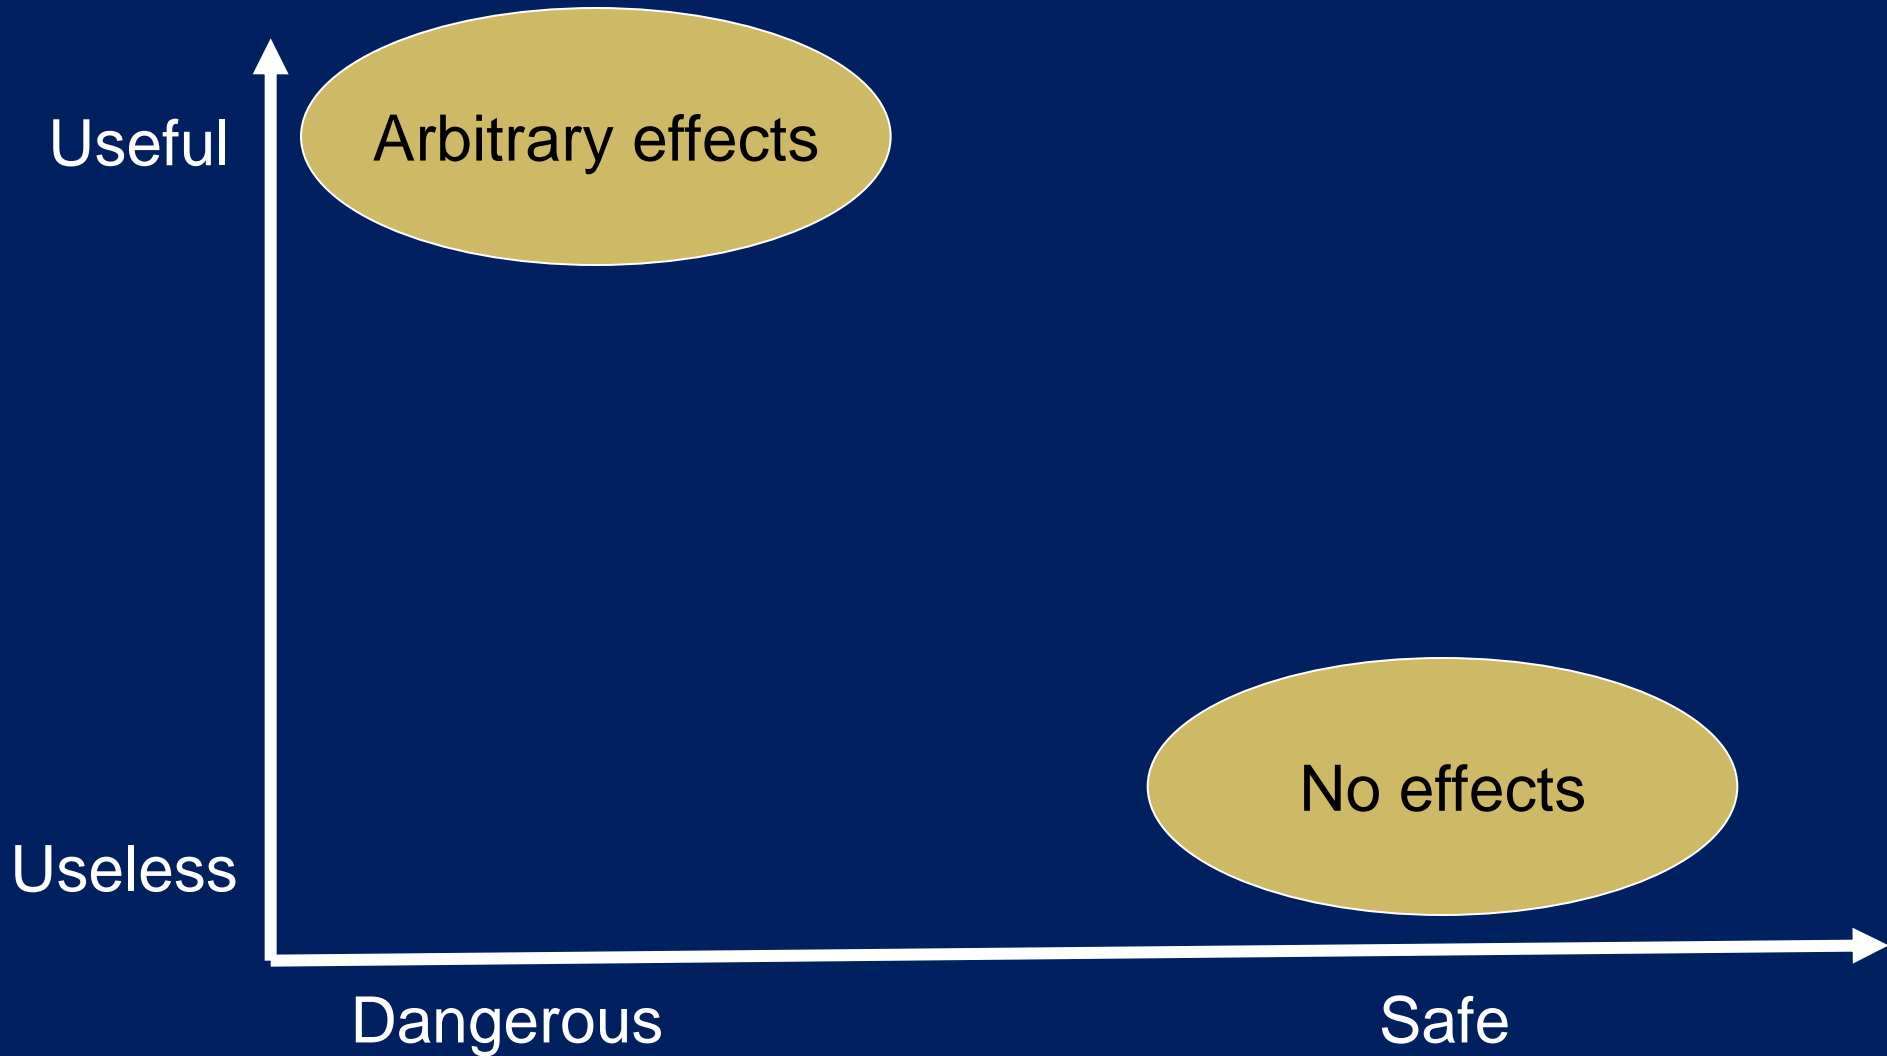 Useful
Arbitrary effects
No effects
Useless
Dangerous
Safe